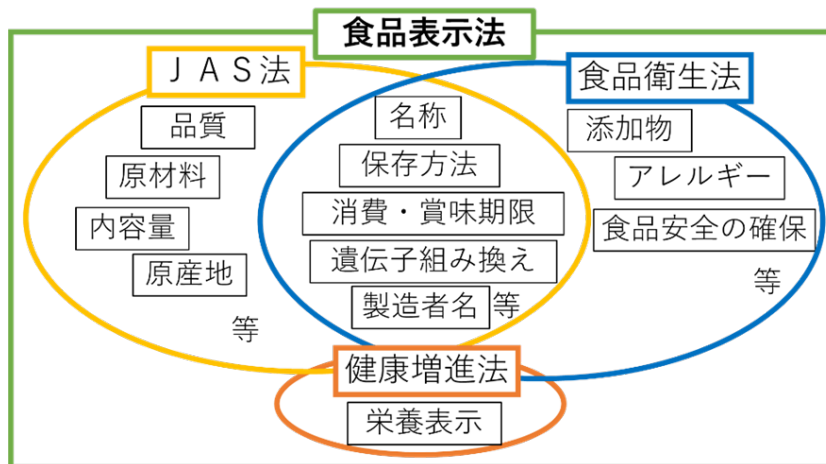 食品表示法
ＪＡＳ法
食品衛生法
品質
原材料
内容量
原産地
等
名称
保存方法
消費・賞味期限
遺伝子組み換え
製造者名 等
添加物
アレルギー
食品安全の確保
等
健康増進法
栄養表示